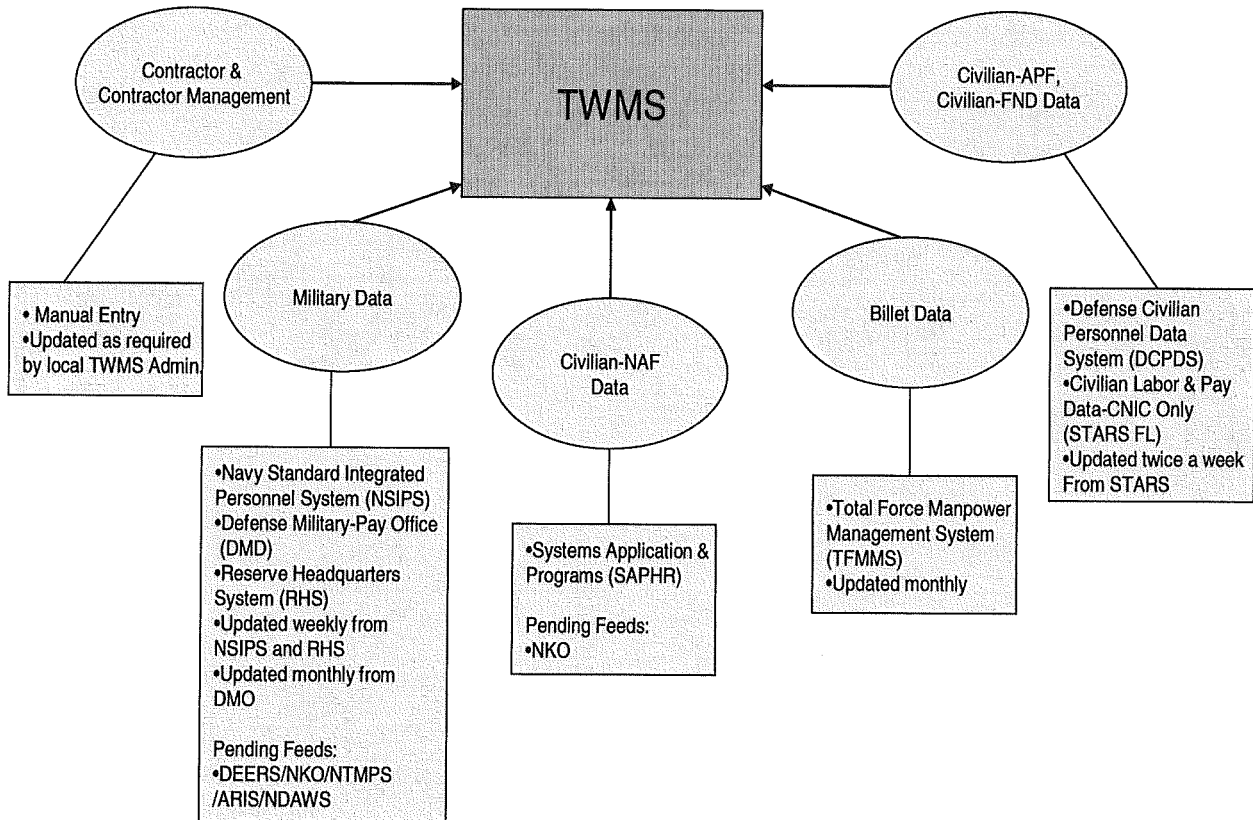 Contractor &
Contractor Management
TWMS
Civilian-APF,
Civilian-FND Data
Military Data
Civilian-NAF
Data
Billet Data
• Manual Entry
•Updated as required
by local TWMS Admin.
•Navy Standard Integrated
Personnel System (NSIPS)
•Defense Military-Pay Office
(DMD)
•Reserve Headquarters
System (RHS)
•Updated weekly from
NSIPS and RHS
•Updated monthly from
DMO
Pending Feeds:
•DEERS/NKO/NTMPS
/ARIS/NDAWS
•Systems Application &
Programs (SAPHR)
Pending Feeds:
•NKO
•Total Force Manpower
Management System
(TFMMS)
•Updated monthly
•Defense Civilian
Personnel Data
System (DCPDS)
•Civilian Labor & Pay
Data-CNIC Only
(STARS FL)
•Updated twice a week
From STARS